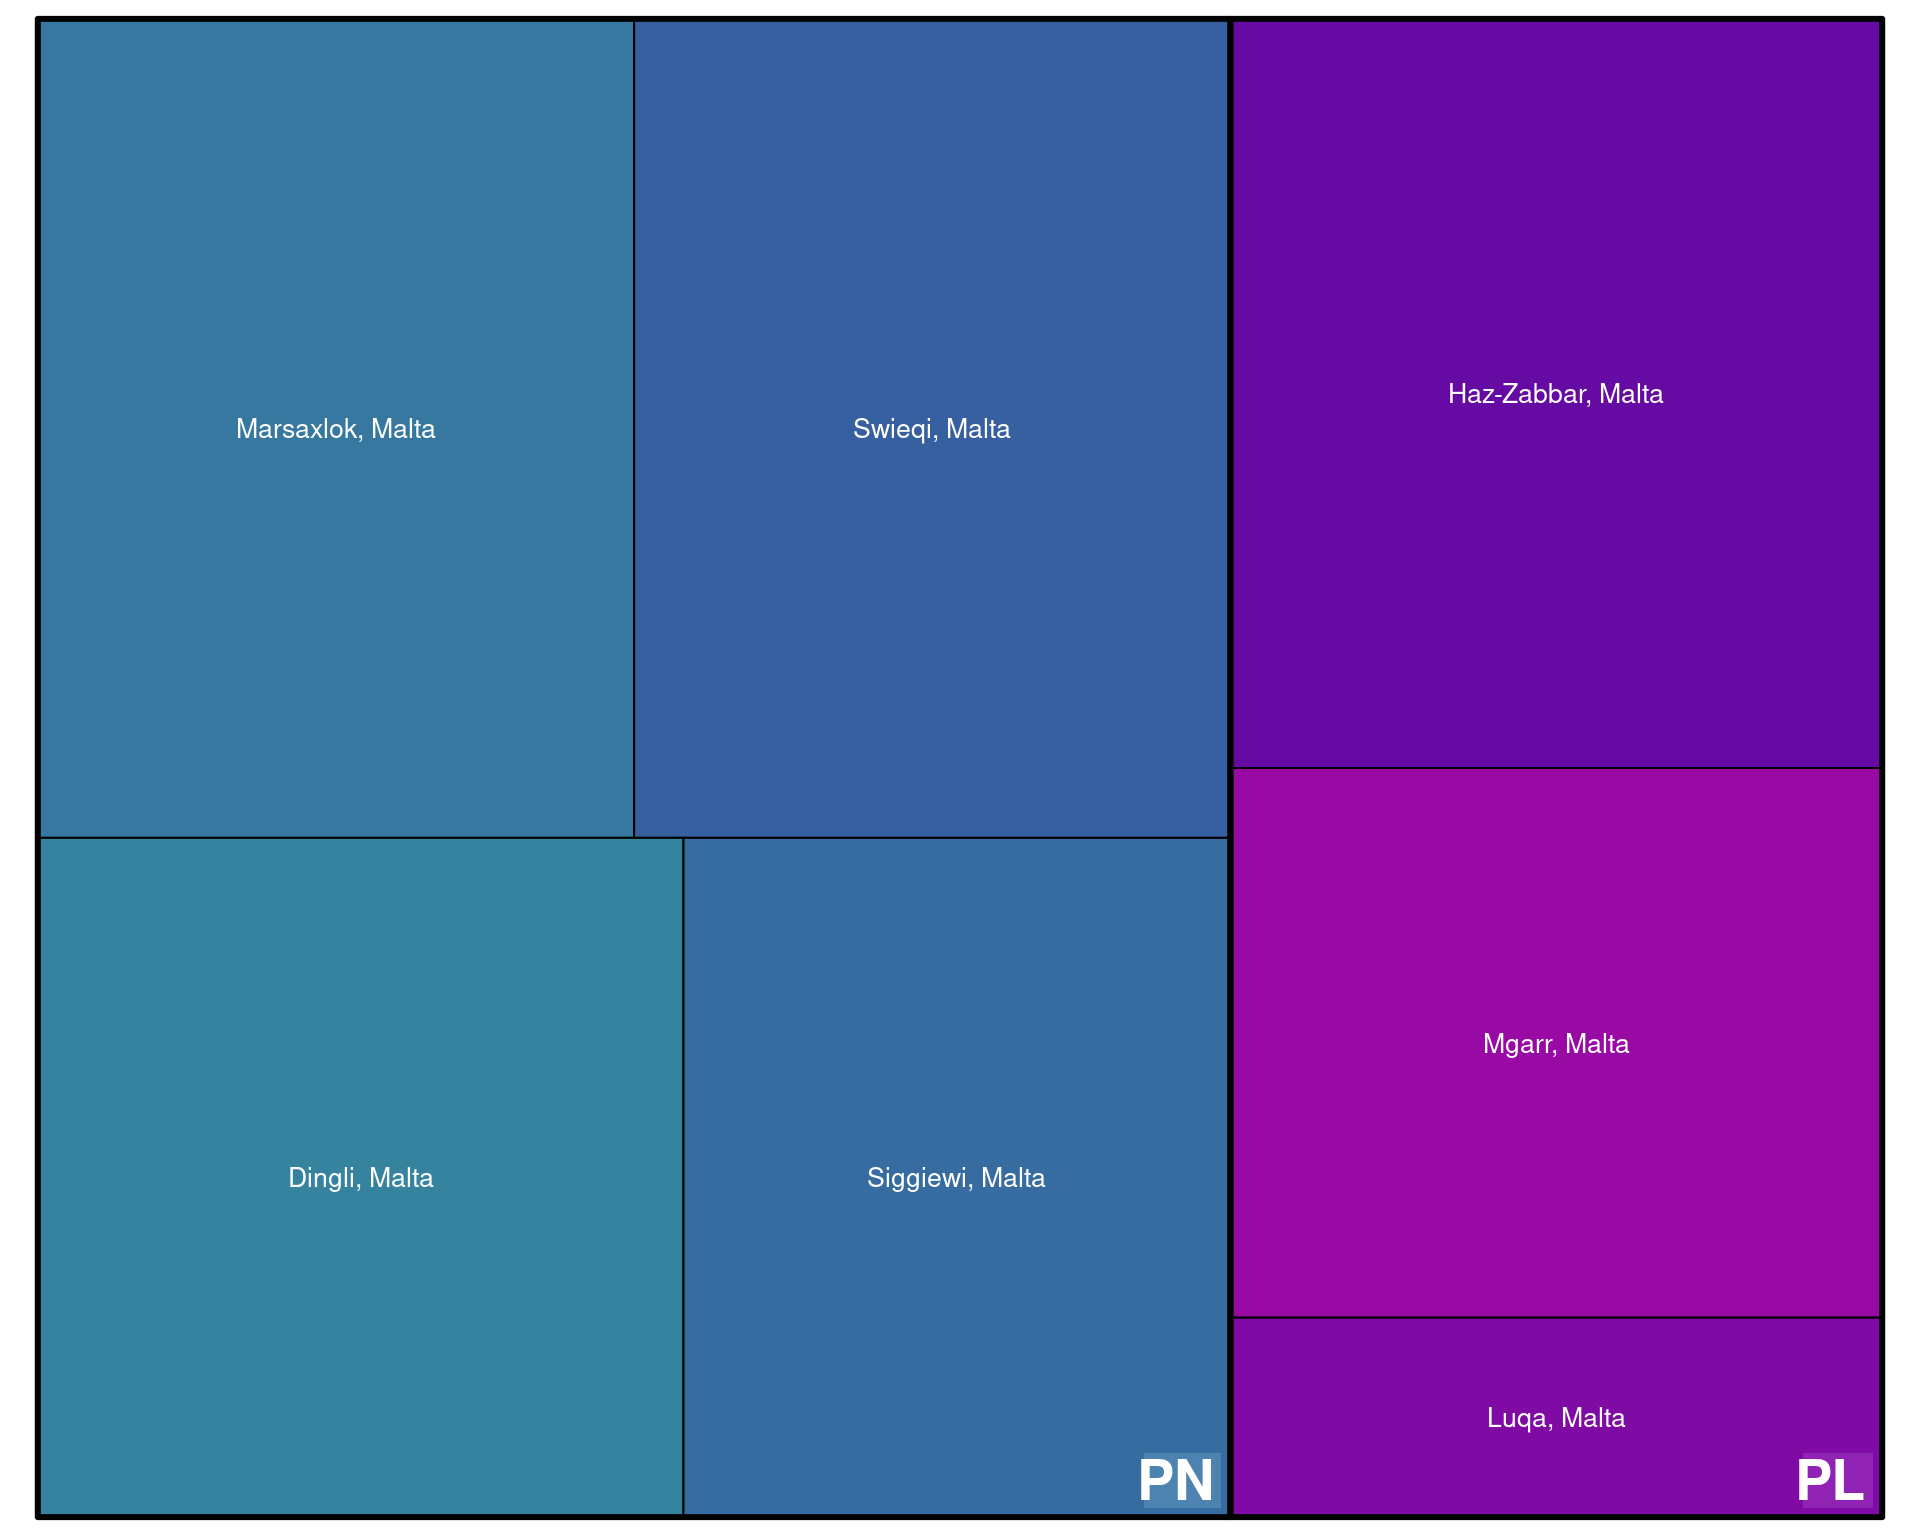 Marsaxlok, Malta
Swieqi, Malta
Haz-Zabbar, Malta
Mgarr, Malta
Dingli, Malta
Siggiewi, Malta
Luqa, Malta
PN
PL